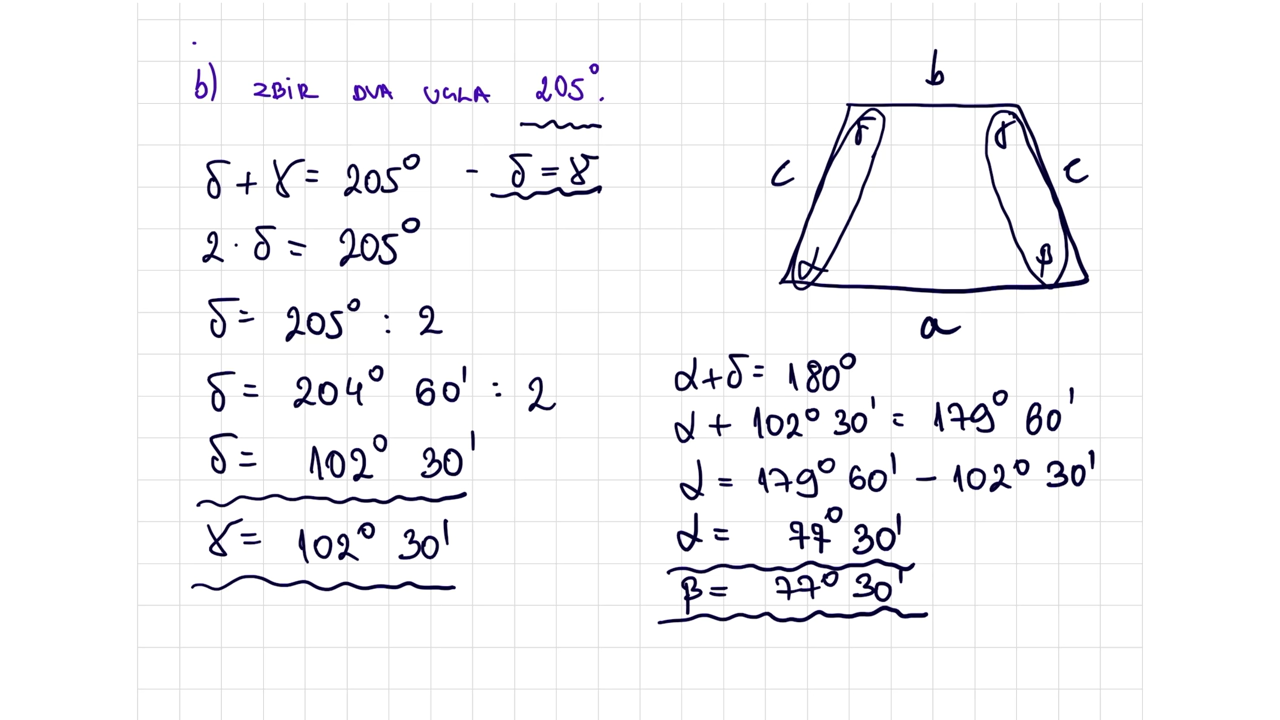 b) ZBIR DVA UGLA 205°.
δ + γ = 205° - δ = γ
2 · δ = 205°
δ = 205° : 2
δ = 204° 60' : 2
δ = 102° 30'
γ = 102° 30'
b
δ γ
c c
α β
a
α + δ = 180°
α + 102° 30' = 179° 60'
α = 179° 60' - 102° 30'
α = 77° 30'
β = 77° 30'